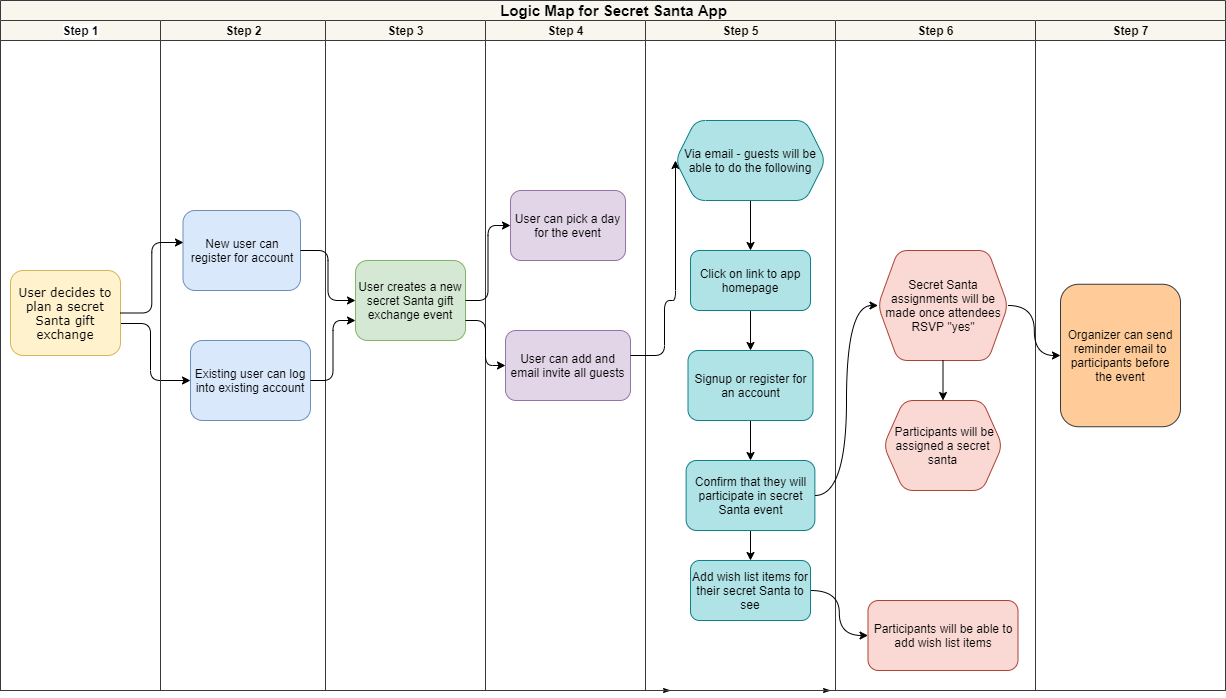 Logic Map for Secret Santa App
Step 1
Step 2
Step 3
Step 4
Step 5
Step 6
Step 7
User decides to
plan a secret
Santa gift
exchange
New user can
register for account
Existing user can log
into existing account
User creates a new
secret Santa gift
exchange event
User can pick a day
for the event
User can add and
email invite all guests
Via email - guests will be
able to do the following
Click on link to app
homepage
Signup or register for
an account
Confirm that they will
participate in secret
Santa event
Add wish list items for
their secret Santa to
see
Secret Santa
assignments will be
made once attendees
RSVP "yes"
Participants will be
assigned a secret
santa
Participants will be able to
add wish list items
Organizer can send
reminder email to
participants before
the event